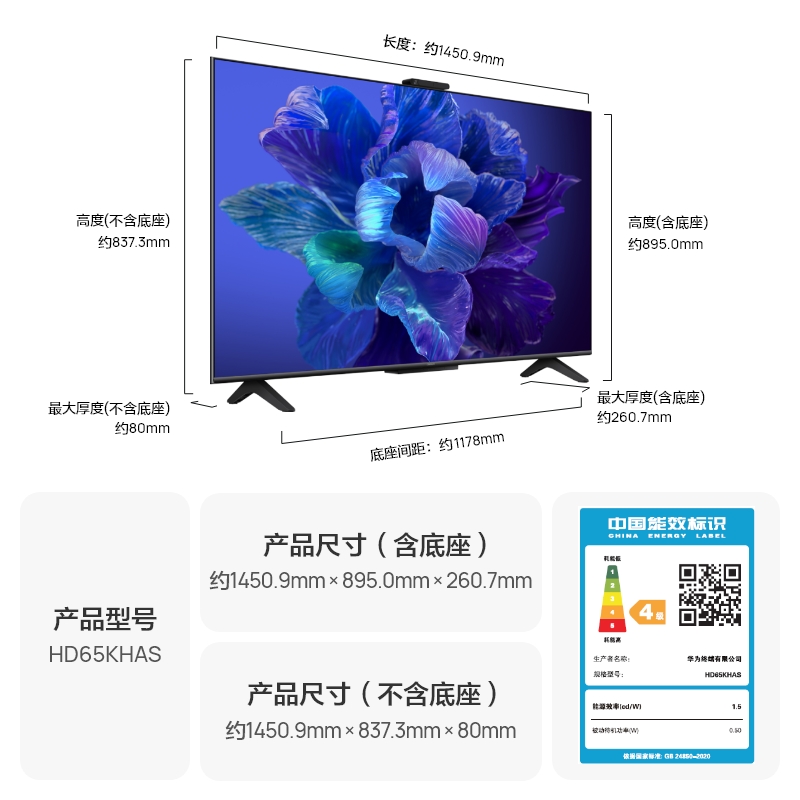 长度：约1450.9mm
高度(不含底座)
约837.3mm
高度(含底座)
约895.0mm
最大厚度(不含底座)
约80mm
最大厚度(含底座)
约260.7mm
底座间距：约1178mm
产品型号
HD65KHAS
产品尺寸（含底座）
约1450.9mm×895.0mm×260.7mm
产品尺寸（不含底座）
约1450.9mm×837.3mm×80mm
中国能效标识
CHINA ENERGY LABEL
耗能低
1
2
3
4
5
4级
耗能高
生产者名称： 华为终端有限公司
规格型号： HD65KHAS
能源效率(cd/W) 1.5
被动待机功率(W) 0.50
依据国家标准: GB 24850—2020